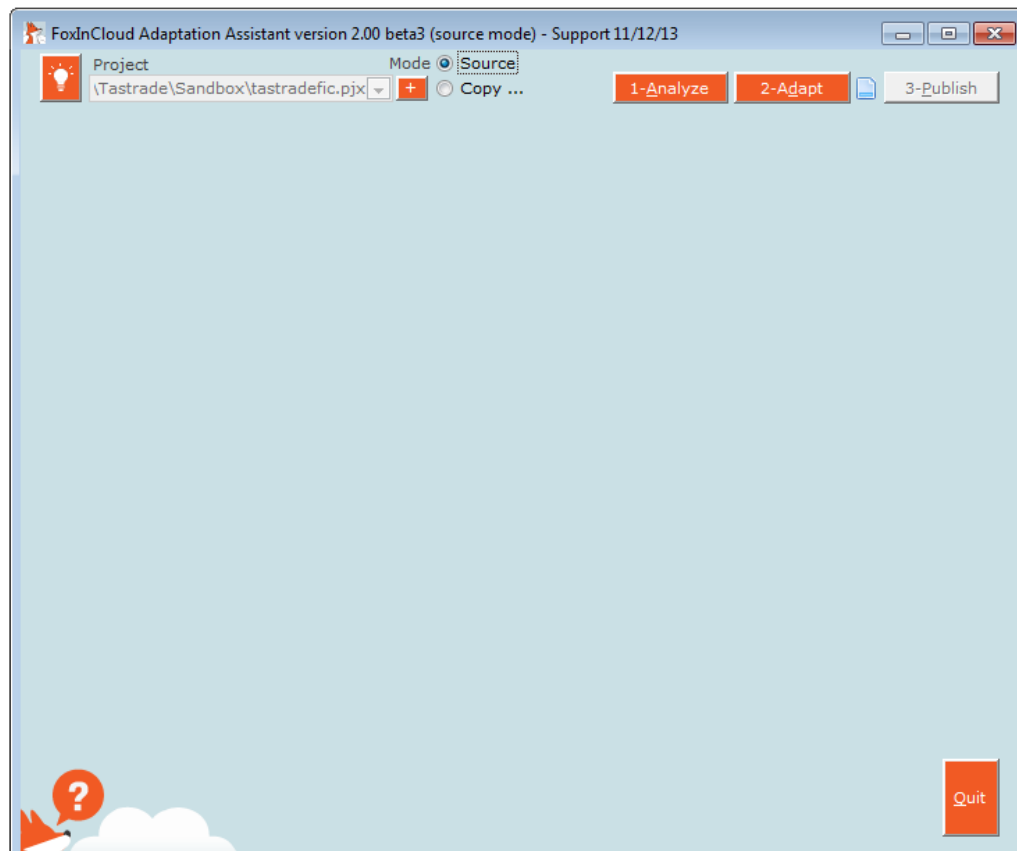 FoxInCloud Adaptation Assistant version 2.00 beta3 (source mode) - Support 11/12/13
Project
Mode
Source
\Tastrade\Sandbox\tastradefic.pjx
+
Copy ...
1-Analyze
2-Adapt
3-Publish
?
Quit